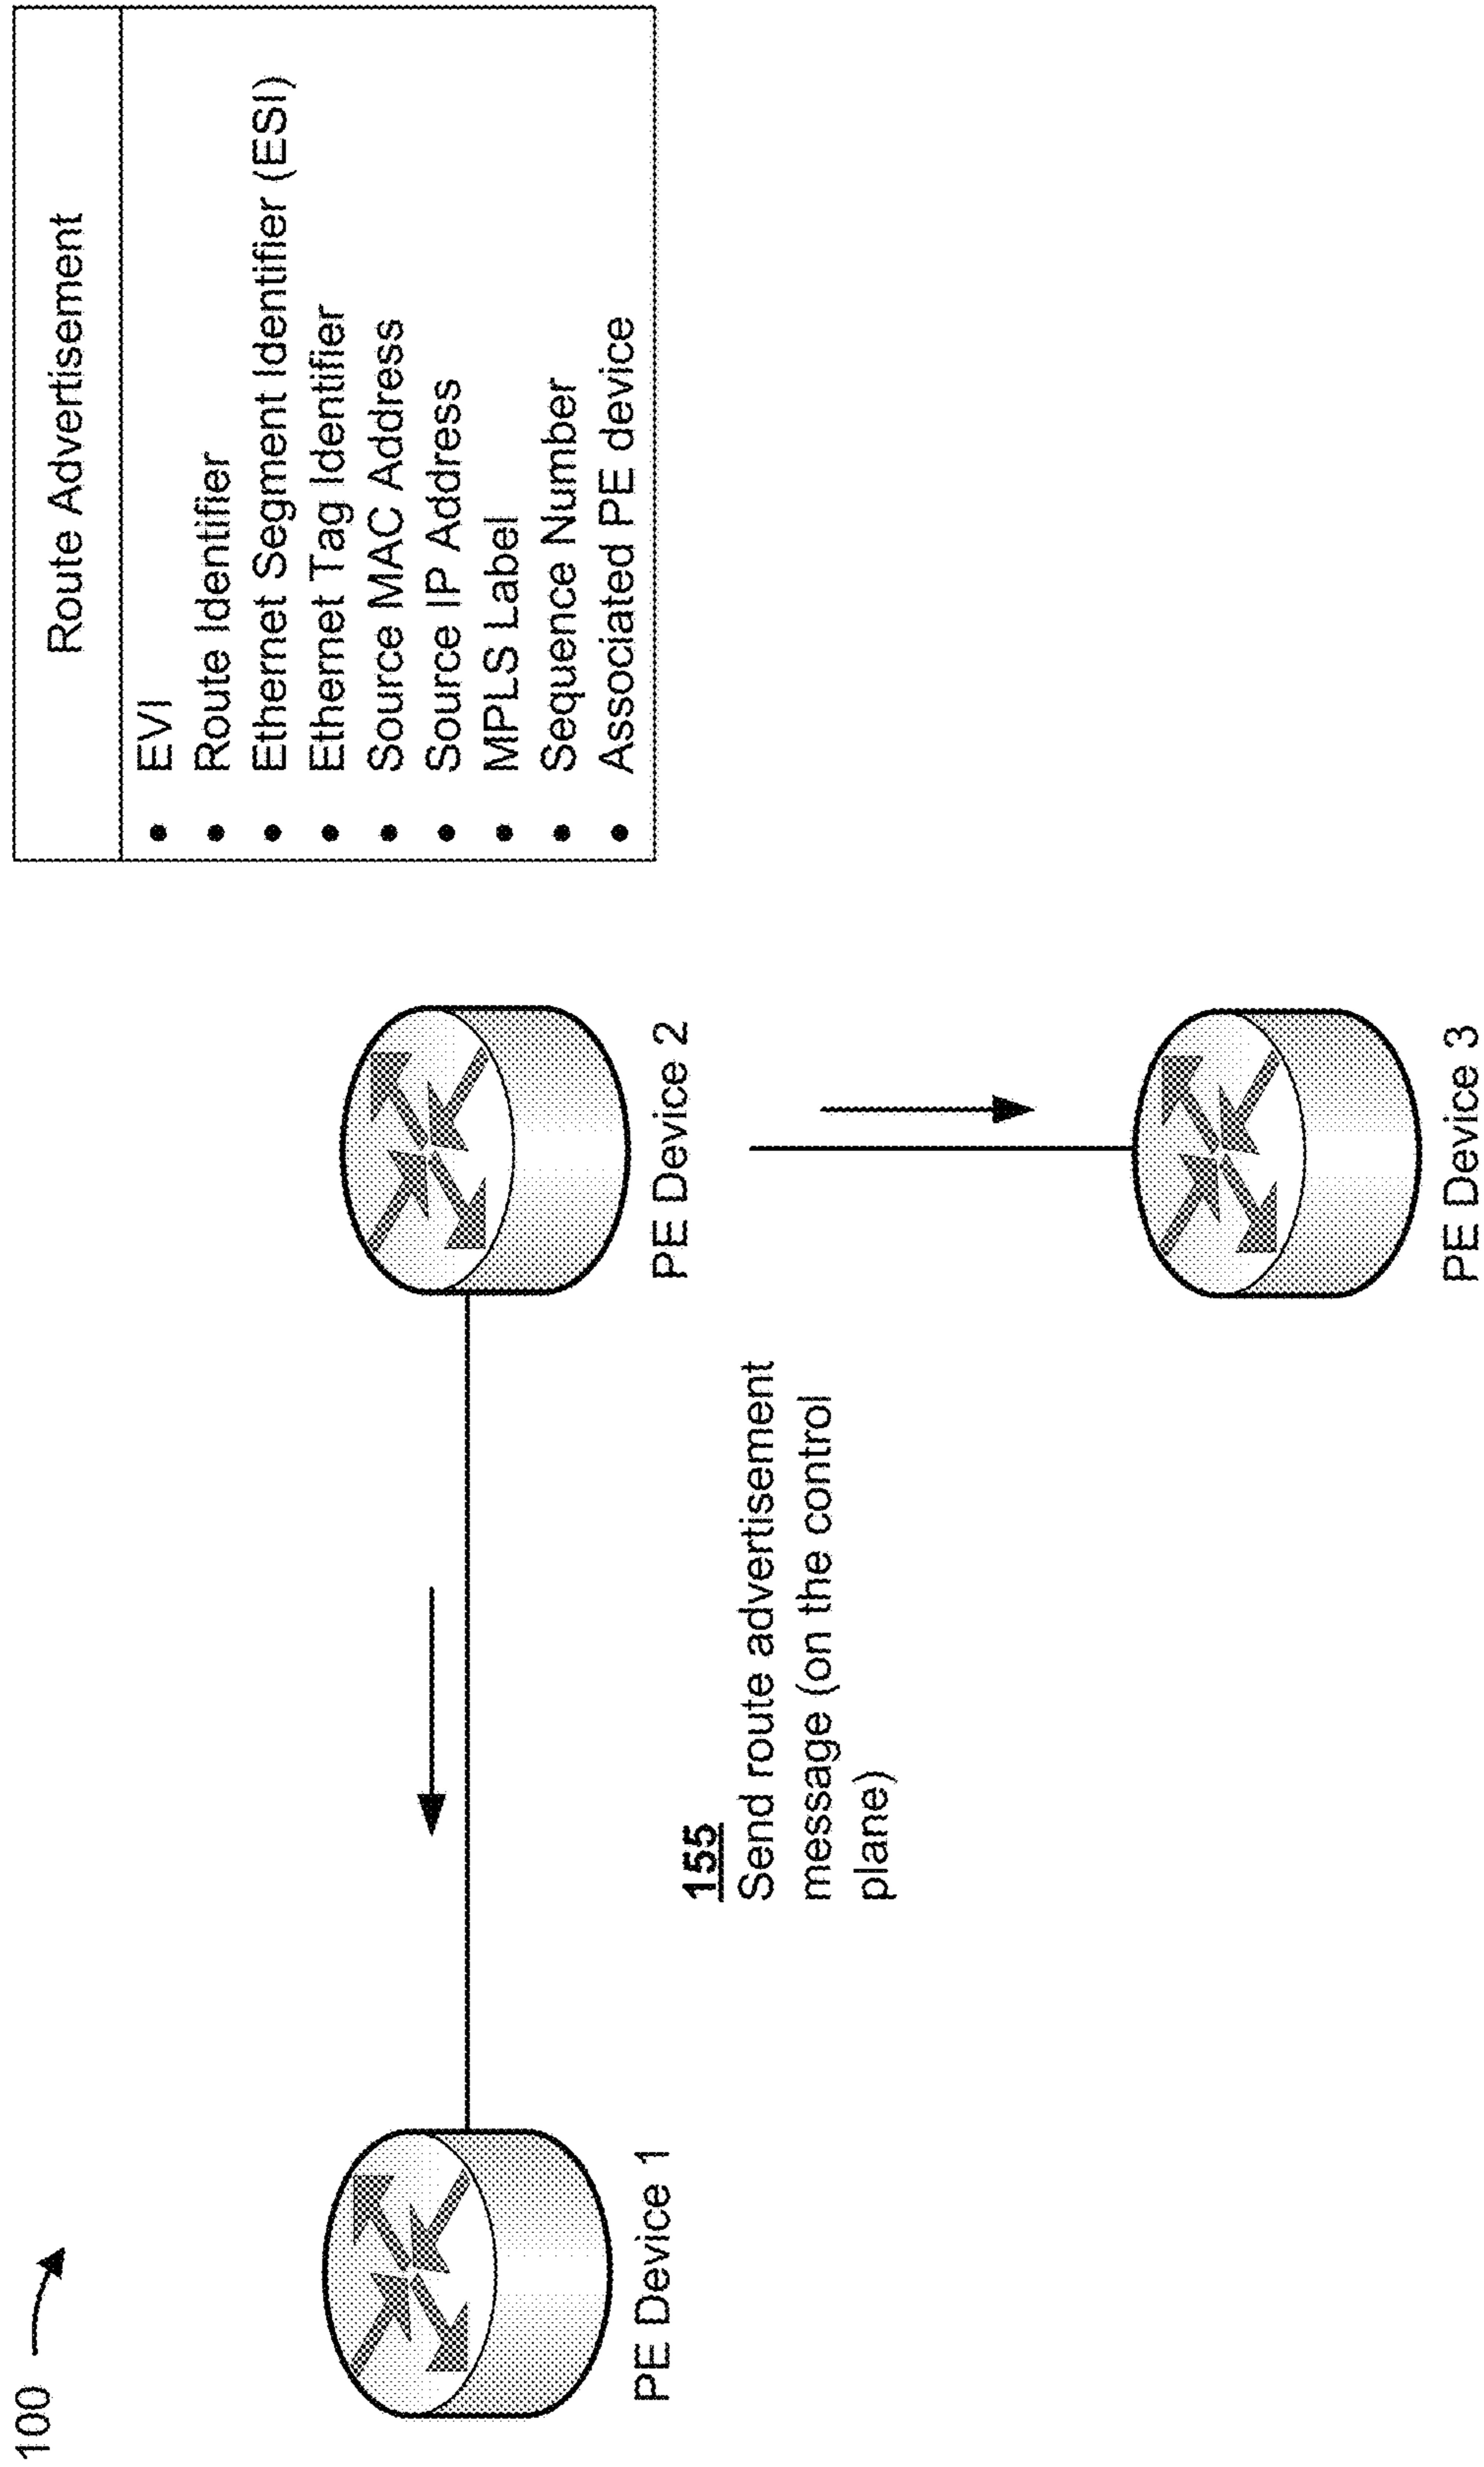 100
Route Advertisement
• EVI
• Route Identifier
• Ethernet Segment Identifier (ESI)
• Ethernet Tag Identifier
• Source MAC Address
• Source IP Address
• MPLS Label
• Sequence Number
• Associated PE device
PE Device 1
PE Device 2
155
Send route advertisement
message (on the control
plane)
PE Device 3